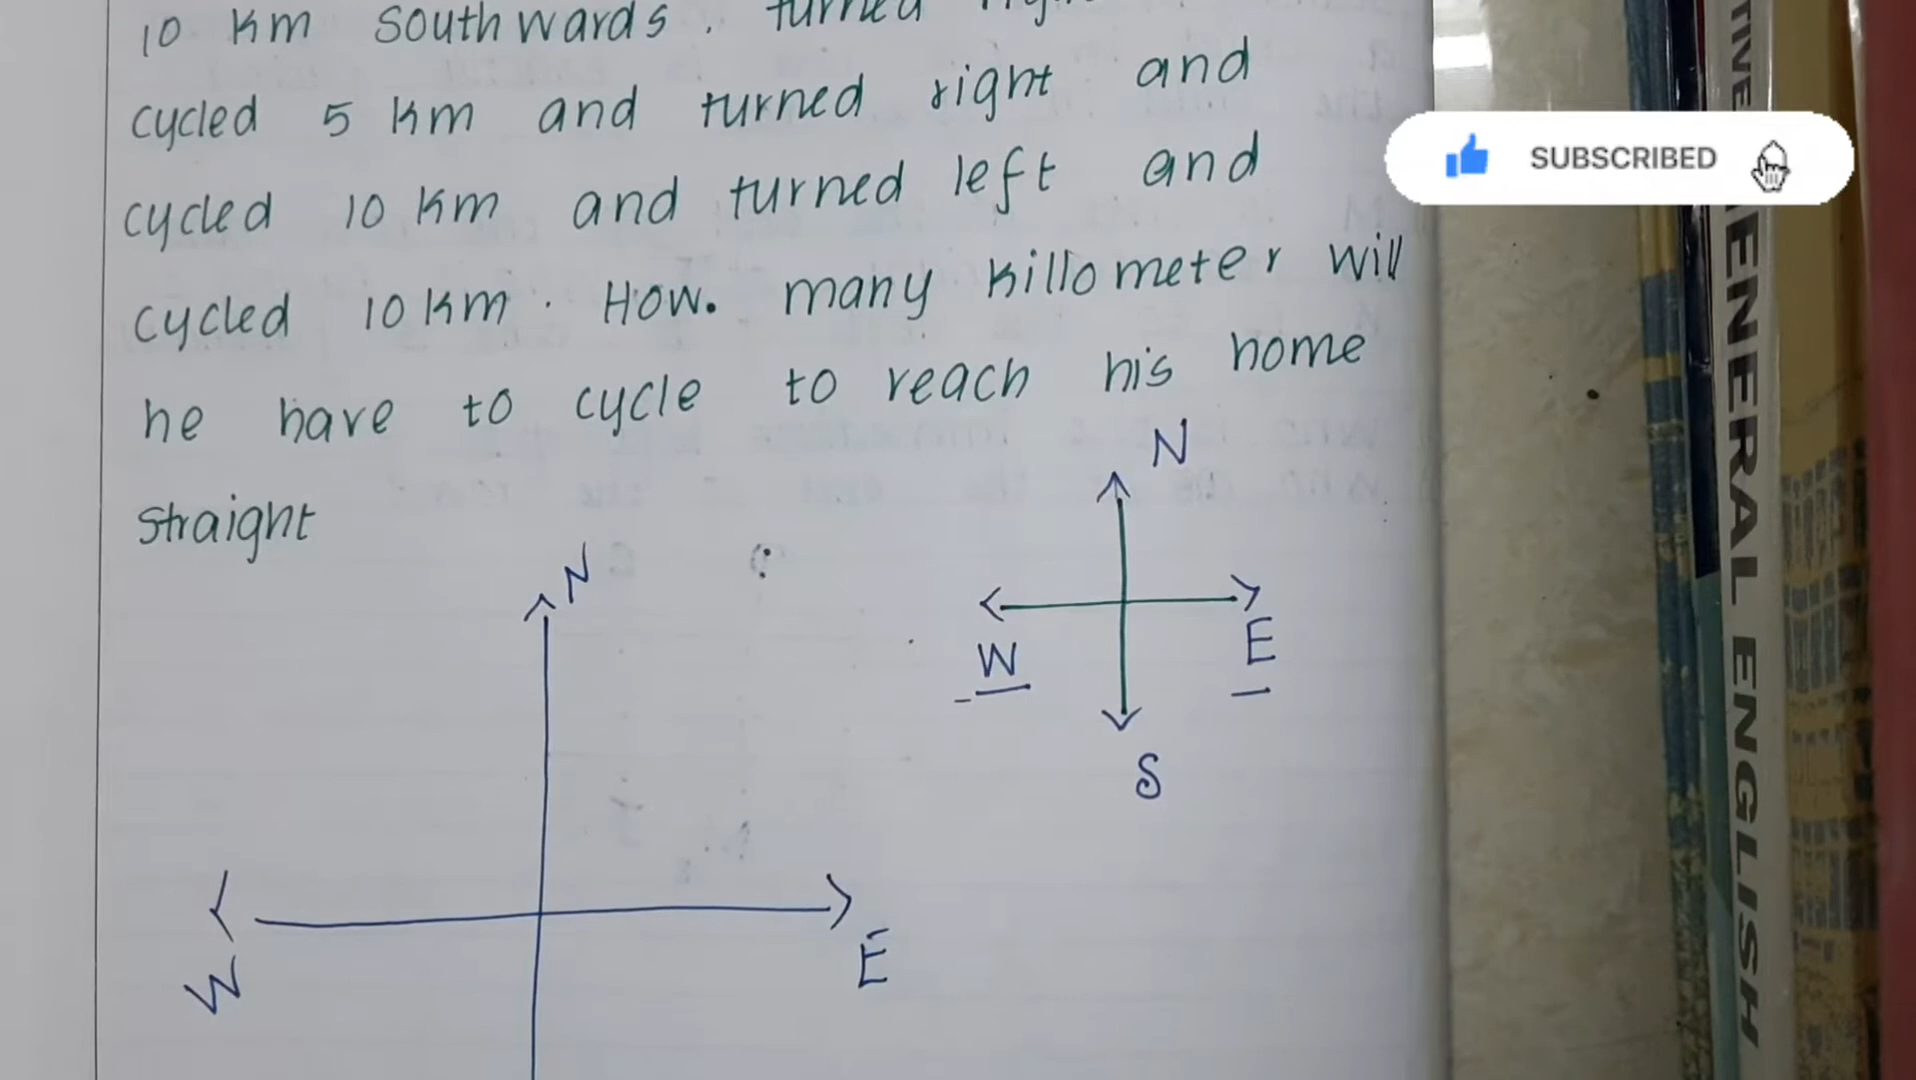 10 Km Southwards. turned
cycled 5 Km and turned right and
cycled 10 Km and turned left and
cycled 10 Km. How. many killometer will
he have to cycle to reach his home
straight
N
W
E
S
N
W
E
SUBSCRIBED
ENERAL ENGLISH